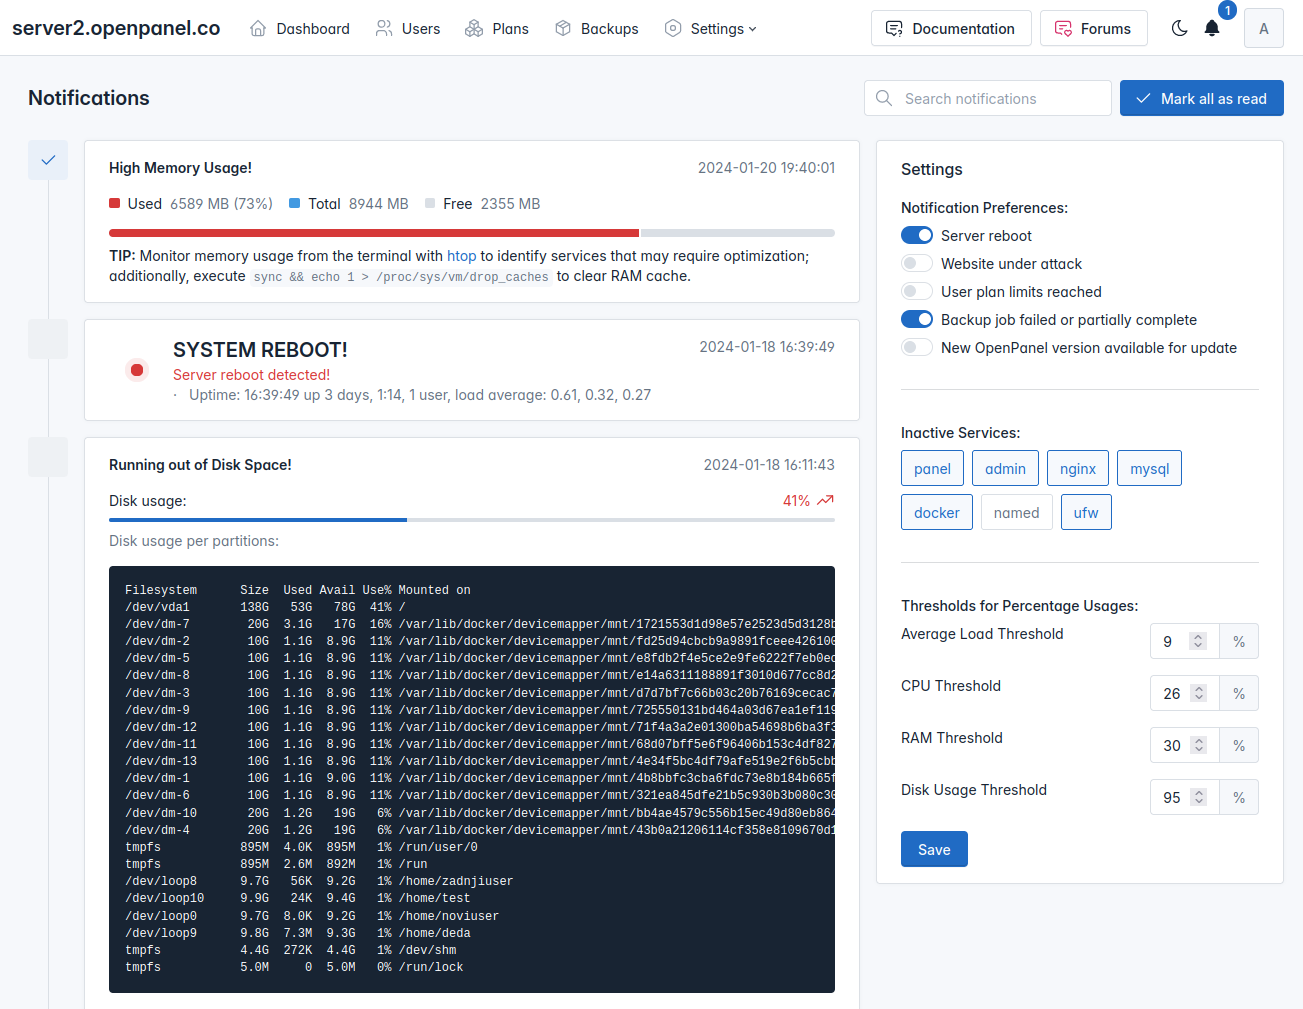 server2.openpanel.co Dashboard Users Plans Backups Settings Documentation Forums 1 A
Notifications Search notifications Mark all as read
High Memory Usage! 2024-01-20 19:40:01
Used 6589 MB (73%) Total 8944 MB Free 2355 MB
TIP: Monitor memory usage from the terminal with htop to identify services that may require optimization;
additionally, execute sync && echo 1 > /proc/sys/vm/drop_caches to clear RAM cache.
SYSTEM REBOOT! 2024-01-18 16:39:49
Server reboot detected!
· Uptime: 16:39:49 up 3 days, 1:14, 1 user, load average: 0.61, 0.32, 0.27
Running out of Disk Space! 2024-01-18 16:11:43
Disk usage: 41%
Disk usage per partitions:
Filesystem Size Used Avail Use% Mounted on
/dev/vda1 138G 53G 78G 41% /
/dev/dm-7 20G 3.1G 17G 16% /var/lib/docker/devicemapper/mnt/1721553d1d98e57e2523d5d3128b
/dev/dm-2 10G 1.1G 8.9G 11% /var/lib/docker/devicemapper/mnt/fd25d94cbcb9a9891fceee426100
/dev/dm-5 10G 1.1G 8.9G 11% /var/lib/docker/devicemapper/mnt/e8fdb2f4e5ce2e9fe6222f7eb0ec
/dev/dm-8 10G 1.1G 8.9G 11% /var/lib/docker/devicemapper/mnt/e14a6311188891f3010d677cc8d2
/dev/dm-3 10G 1.1G 8.9G 11% /var/lib/docker/devicemapper/mnt/d7d7bf7c66b03c20b76169cecac7
/dev/dm-9 10G 1.1G 8.9G 11% /var/lib/docker/devicemapper/mnt/725550131bd464a03d67ea1ef119
/dev/dm-12 10G 1.1G 8.9G 11% /var/lib/docker/devicemapper/mnt/71f4a3a2e01300ba54698b6ba3f3
/dev/dm-11 10G 1.1G 8.9G 11% /var/lib/docker/devicemapper/mnt/68d07bff5e6f96406b153c4df827
/dev/dm-13 10G 1.1G 8.9G 11% /var/lib/docker/devicemapper/mnt/4e34f5bc4df79afe519e2f6b5cbb
/dev/dm-1 10G 1.1G 9.0G 11% /var/lib/docker/devicemapper/mnt/4b8bbfc3cba6fdc73e8b184b665f
/dev/dm-6 10G 1.1G 8.9G 11% /var/lib/docker/devicemapper/mnt/321ea845dfe21b5c930b3b080c30
/dev/dm-10 20G 1.2G 19G 6% /var/lib/docker/devicemapper/mnt/bb4ae4579c556b15ec49d80eb864
/dev/dm-4 20G 1.2G 19G 6% /var/lib/docker/devicemapper/mnt/43b0a21206114cf358e8109670d1
tmpfs 895M 4.0K 895M 1% /run/user/0
tmpfs 895M 2.6M 892M 1% /run
/dev/loop8 9.7G 56K 9.2G 1% /home/zadnjiuser
/dev/loop10 9.9G 24K 9.4G 1% /home/test
/dev/loop0 9.7G 8.0K 9.2G 1% /home/noviuser
/dev/loop9 9.8G 7.3M 9.3G 1% /home/deda
tmpfs 4.4G 272K 4.4G 1% /dev/shm
tmpfs 5.0M 0 5.0M 0% /run/lock
Settings
Notification Preferences:
Server reboot
Website under attack
User plan limits reached
Backup job failed or partially complete
New OpenPanel version available for update
Inactive Services:
panel admin nginx mysql
docker named ufw
Thresholds for Percentage Usages:
Average Load Threshold 9 %
CPU Threshold 26 %
RAM Threshold 30 %
Disk Usage Threshold 95 %
Save